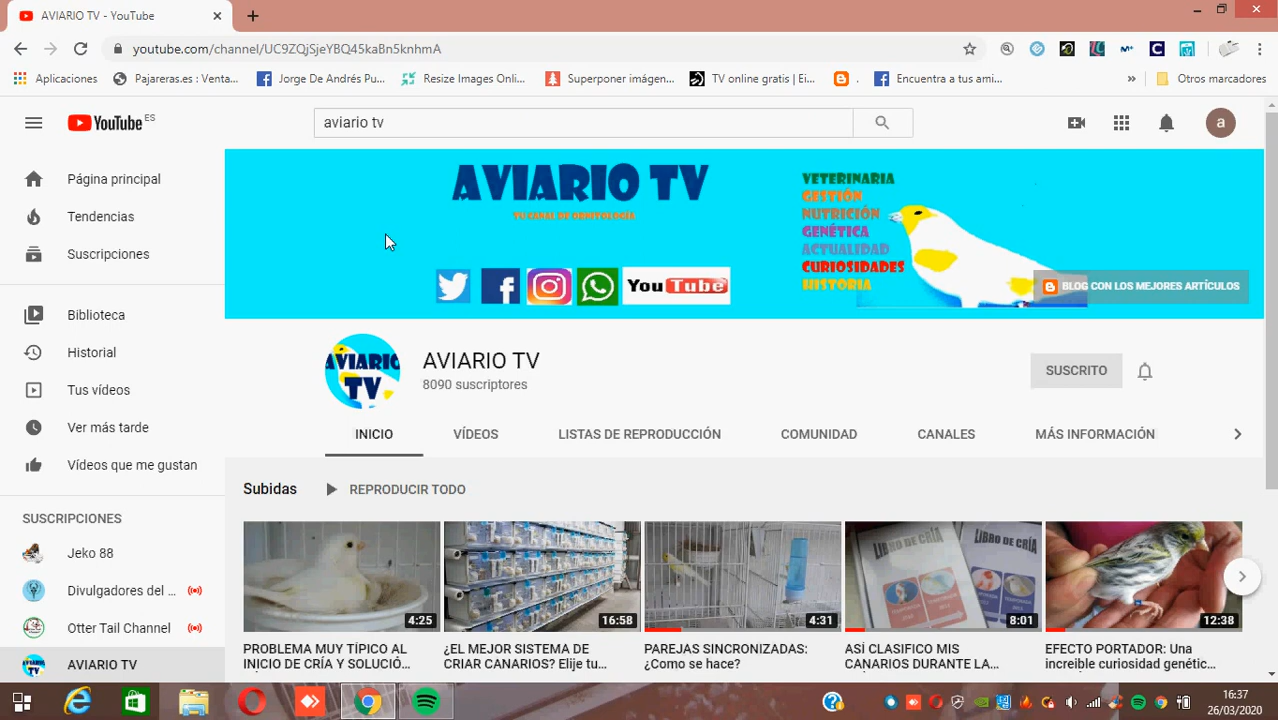 AVIARIO TV - YouTube
youtube.com/channel/UC9ZQjSjeYBQ45kaBn5knhmA
Aplicaciones
Pajareras.es : Venta...
Jorge De Andrés Pu...
Resize Images Onlin...
Superponer imágen...
TV online gratis | Ei...
.
Encuentra a tus ami...
»
Otros marcadores
YouTube ES
aviario tv
a
Página principal
Tendencias
Suscripciones
Biblioteca
Historial
Tus vídeos
Ver más tarde
Vídeos que me gustan
SUSCRIPCIONES
Jeko 88
Divulgadores del ...
Otter Tail Channel
AVIARIO TV
AVIARIO TV
TU CANAL DE ORNITOLOGÍA
YouTube
VETERINARIA
GESTIÓN
NUTRICIÓN
GENÉTICA
ACTUALIDAD
CURIOSIDADES
HISTORIA
BLOG CON LOS MEJORES ARTÍCULOS
AVIARIO TV
AVIARIO TV
8090 suscriptores
SUSCRITO
INICIO
VÍDEOS
LISTAS DE REPRODUCCIÓN
COMUNIDAD
CANALES
MÁS INFORMACIÓN
Subidas
REPRODUCIR TODO
4:25
16:58
4:31
LIBRO DE CRÍA
LIBRO DE CRÍA
8:01
12:38
PROBLEMA MUY TÍPICO AL
INICIO DE CRÍA Y SOLUCIÓ...
¿EL MEJOR SISTEMA DE
CRIAR CANARIOS? Elije tu...
PAREJAS SINCRONIZADAS:
¿Como se hace?
ASÍ CLASIFICO MIS
CANARIOS DURANTE LA...
EFECTO PORTADOR: Una
increible curiosidad genétic...
16:37
26/03/2020